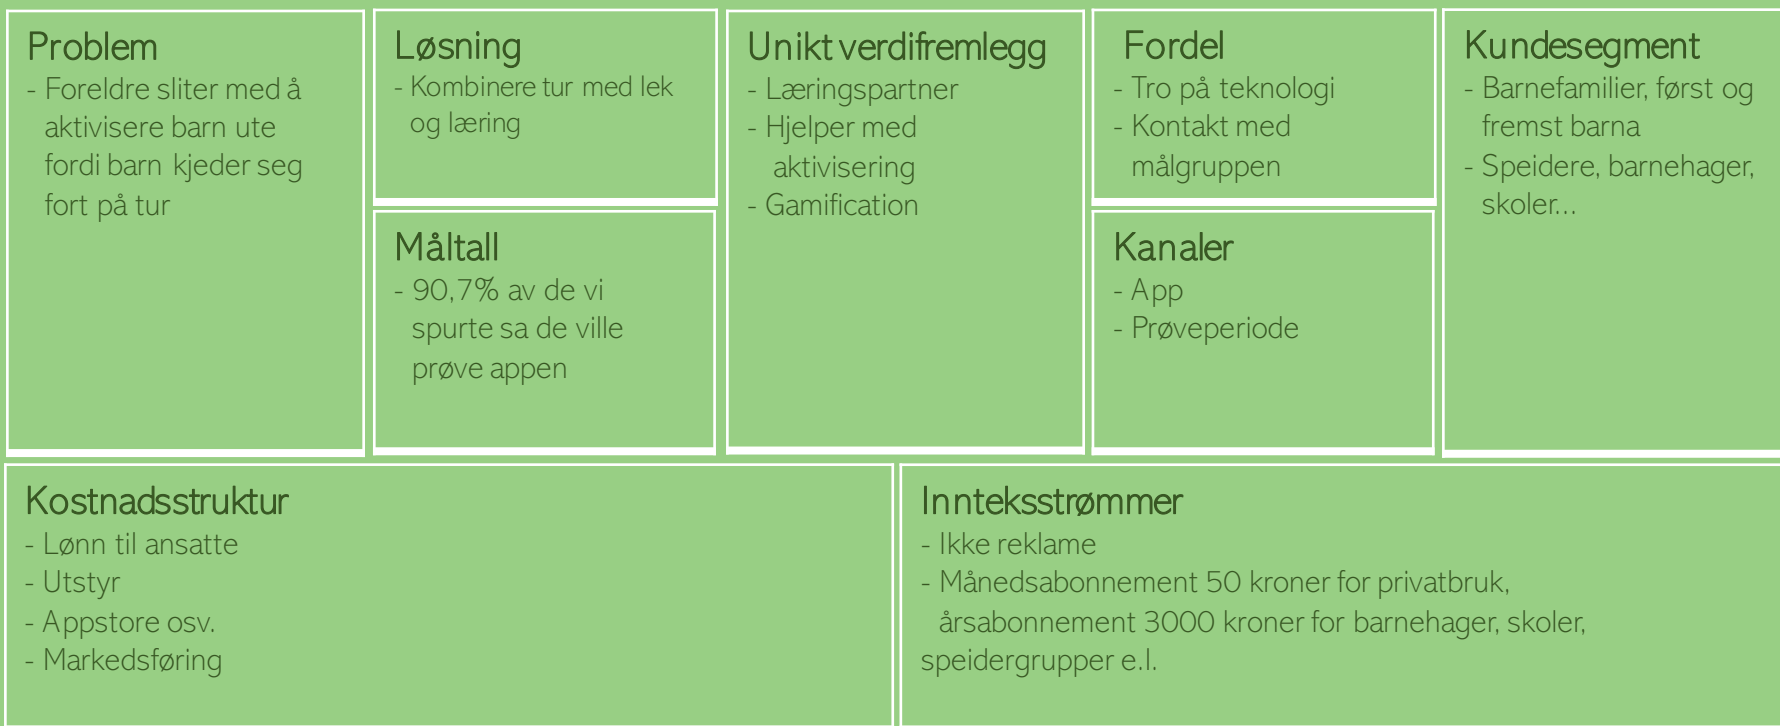 Problem
- Foreldre sliter med å
aktivisere barn ute
fordi barn kjeder seg
fort på tur
Løsning
- Kombinere tur med lek
og læring
Måltall
- 90,7% av de vi
spurte sa de ville
prøve appen
Unikt verdifremlegg
- Læringspartner
- Hjelper med
aktivisering
- Gamification
Fordel
- Tro på teknologi
- Kontakt med
målgruppen
Kanaler
- App
- Prøveperiode
Kundesegment
- Barnefamilier, først og
fremst barna
- Speidere, barnehager,
skoler...
Kostnadsstruktur
- Lønn til ansatte
- Utstyr
- Appstore osv.
- Markedsføring
Innteksstrømmer
- Ikke reklame
- Månedsabonnement 50 kroner for privatbruk,
årsabonnement 3000 kroner for barnehager, skoler,
speidergrupper e.l.